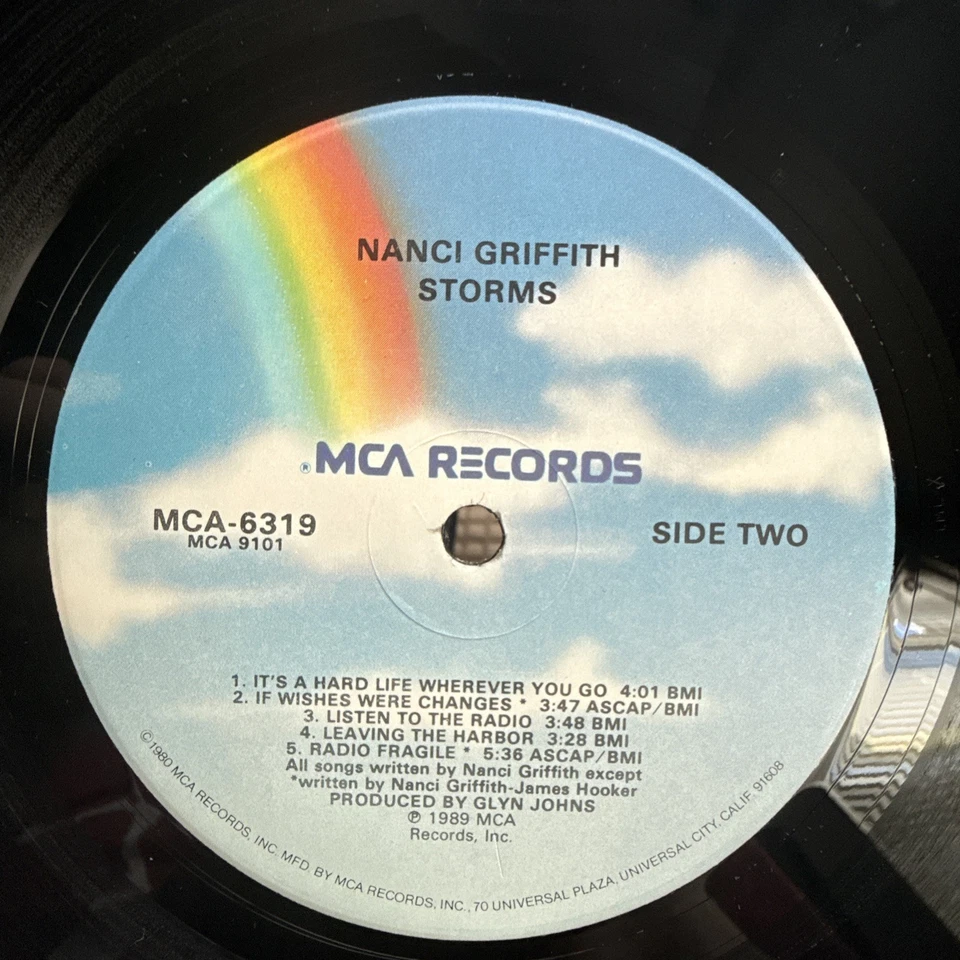 NANCI GRIFFITH
STORMS
® MCA RECORDS
MCA-6319
MCA 9101
SIDE TWO
1. IT'S A HARD LIFE WHEREVER YOU GO 4:01 BMI
2. IF WISHES WERE CHANGES * 3:47 ASCAP/BMI
3. LISTEN TO THE RADIO 3:48 BMI
4. LEAVING THE HARBOR 3:28 BMI
5. RADIO FRAGILE * 5:36 ASCAP/BMI
All songs written by Nanci Griffith except
*written by Nanci Griffith-James Hooker
PRODUCED BY GLYN JOHNS
℗ 1989 MCA
Records, Inc.
©1980 MCA RECORDS, INC. MFD. BY MCA RECORDS, INC., 70 UNIVERSAL PLAZA, UNIVERSAL CITY, CALIF. 91608